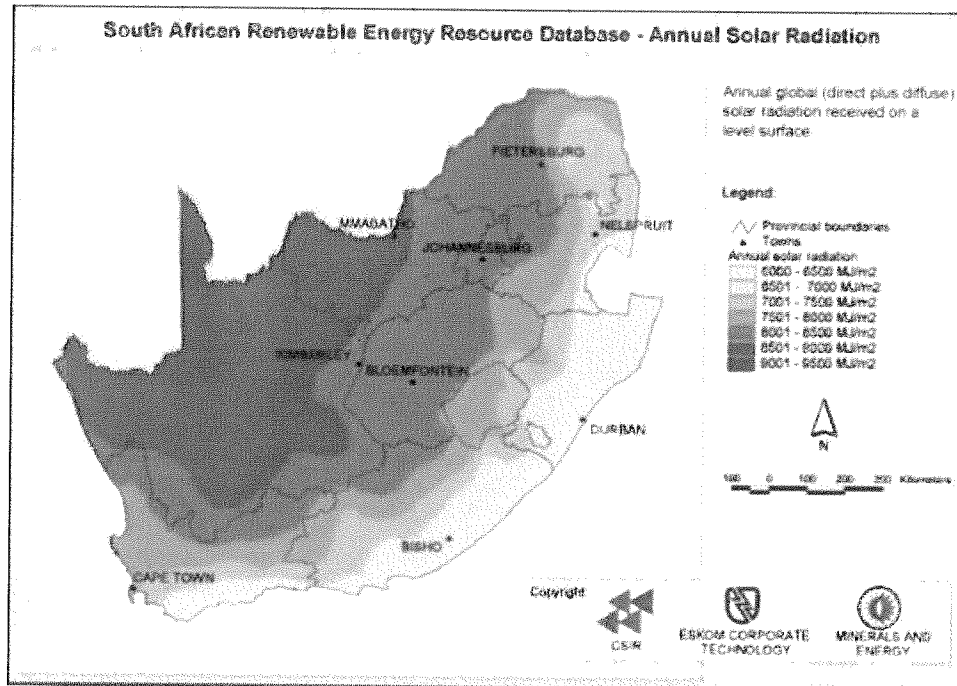 South African Renewable Energy Resource Database - Annual Solar Radiation
Annual global (direct plus diffuse)
solar radiation received on a
level surface
PIETERSBURG
Legend:
Provincial boundaries
Towns
Annual solar radiation
6000 - 6500 MJ/m2
6501 - 7000 MJ/m2
7001 - 7500 MJ/m2
7501 - 8000 MJ/m2
8001 - 8500 MJ/m2
8501 - 9000 MJ/m2
9001 - 9500 MJ/m2
MMABATHO
NELSPRUIT
JOHANNESBURG
KIMBERLEY
BLOEMFONTEIN
DURBAN
N
100 0 100 200 300 Kilometers
BISHO
CAPE TOWN
Copyright:
CSIR
ESKOM CORPORATE
TECHNOLOGY
MINERALS AND
ENERGY